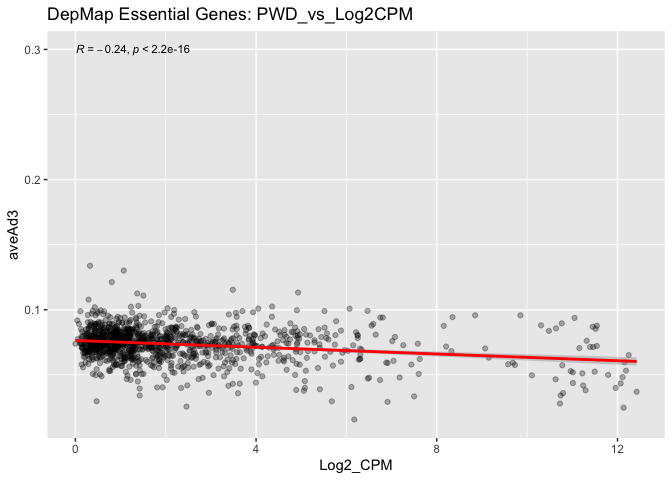 DepMap Essential Genes: PWD_vs_Log2CPM
R = −0.24, p < 2.2e-16
0.3
0.2
0.1
aveAd3
0 4 8 12
Log2_CPM